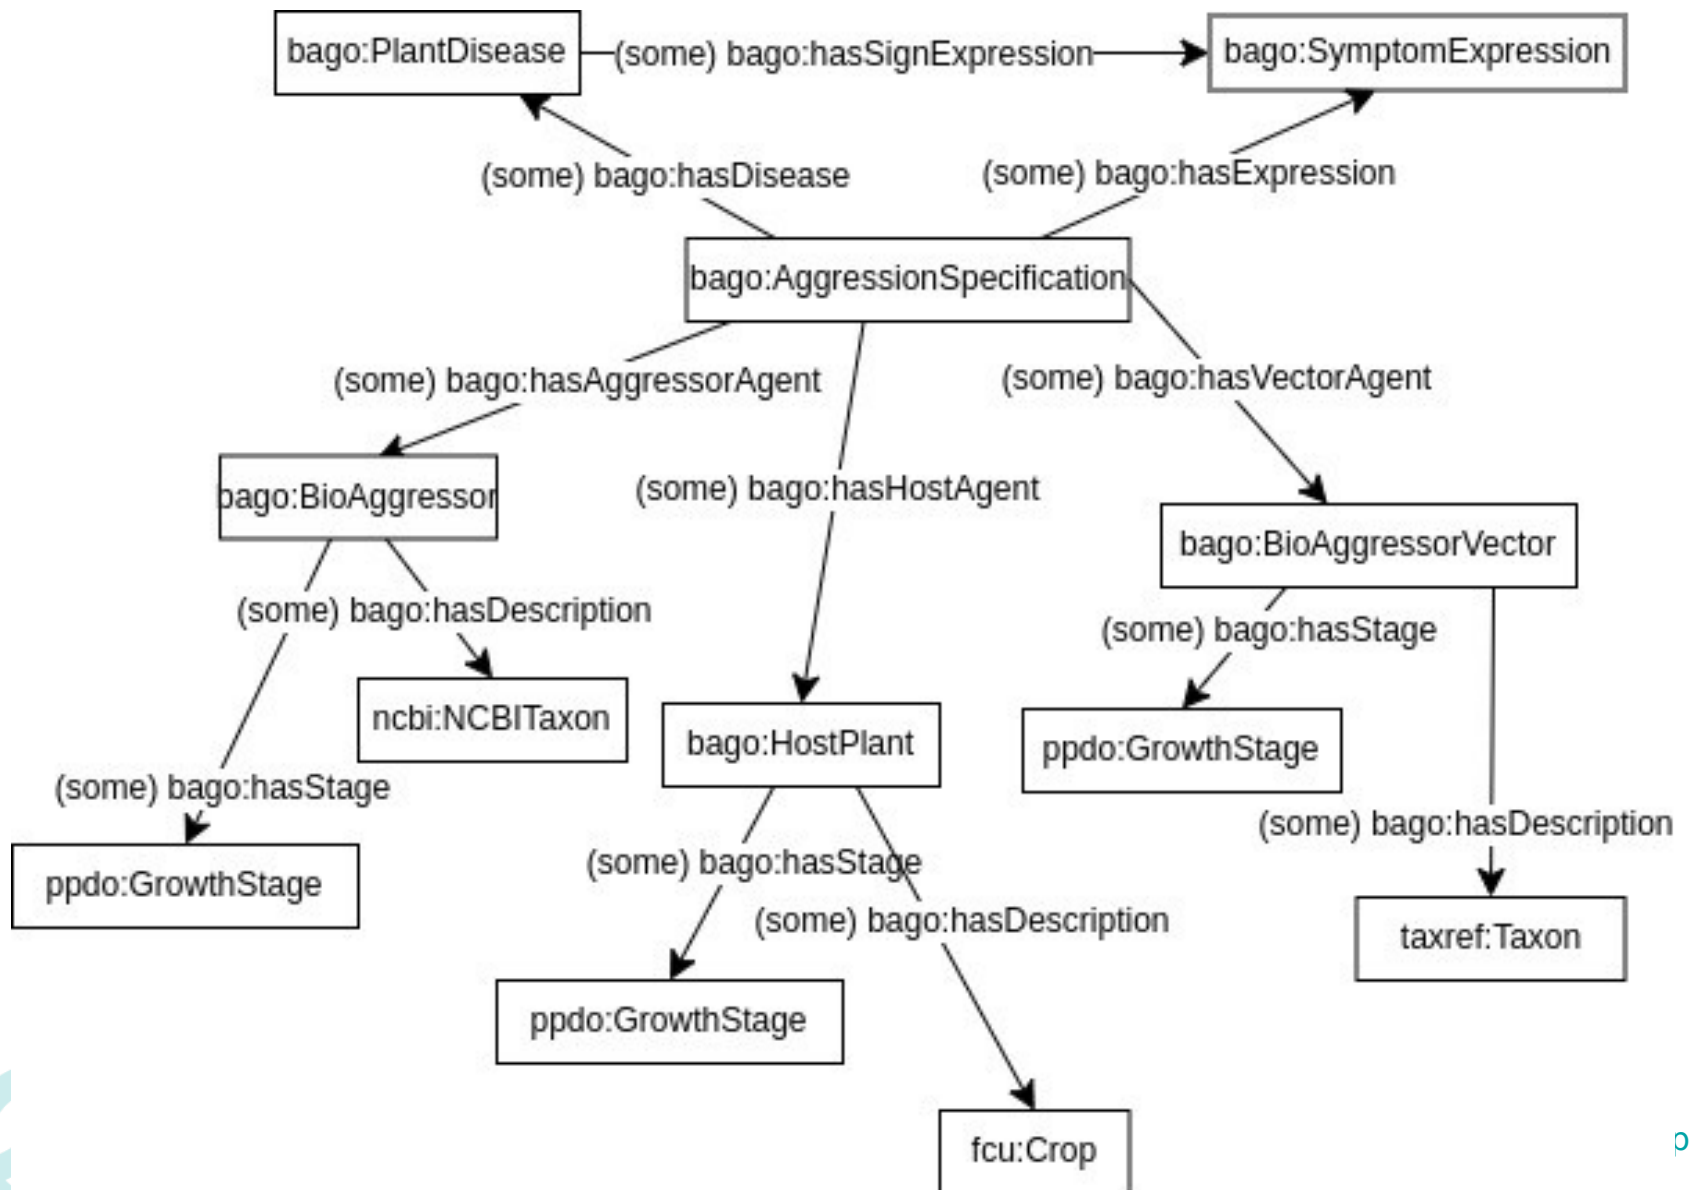 bago:PlantDisease
(some) bago:hasSignExpression
bago:SymptomExpression
(some) bago:hasDisease
(some) bago:hasExpression
bago:AggressionSpecification
(some) bago:hasAggressorAgent
(some) bago:hasVectorAgent
bago:BioAggressor
(some) bago:hasHostAgent
bago:BioAggressorVector
(some) bago:hasDescription
(some) bago:hasStage
ncbi:NCBITaxon
bago:HostPlant
ppdo:GrowthStage
(some) bago:hasStage
(some) bago:hasDescription
ppdo:GrowthStage
(some) bago:hasStage
(some) bago:hasDescription
taxref:Taxon
ppdo:GrowthStage
fcu:Crop
p